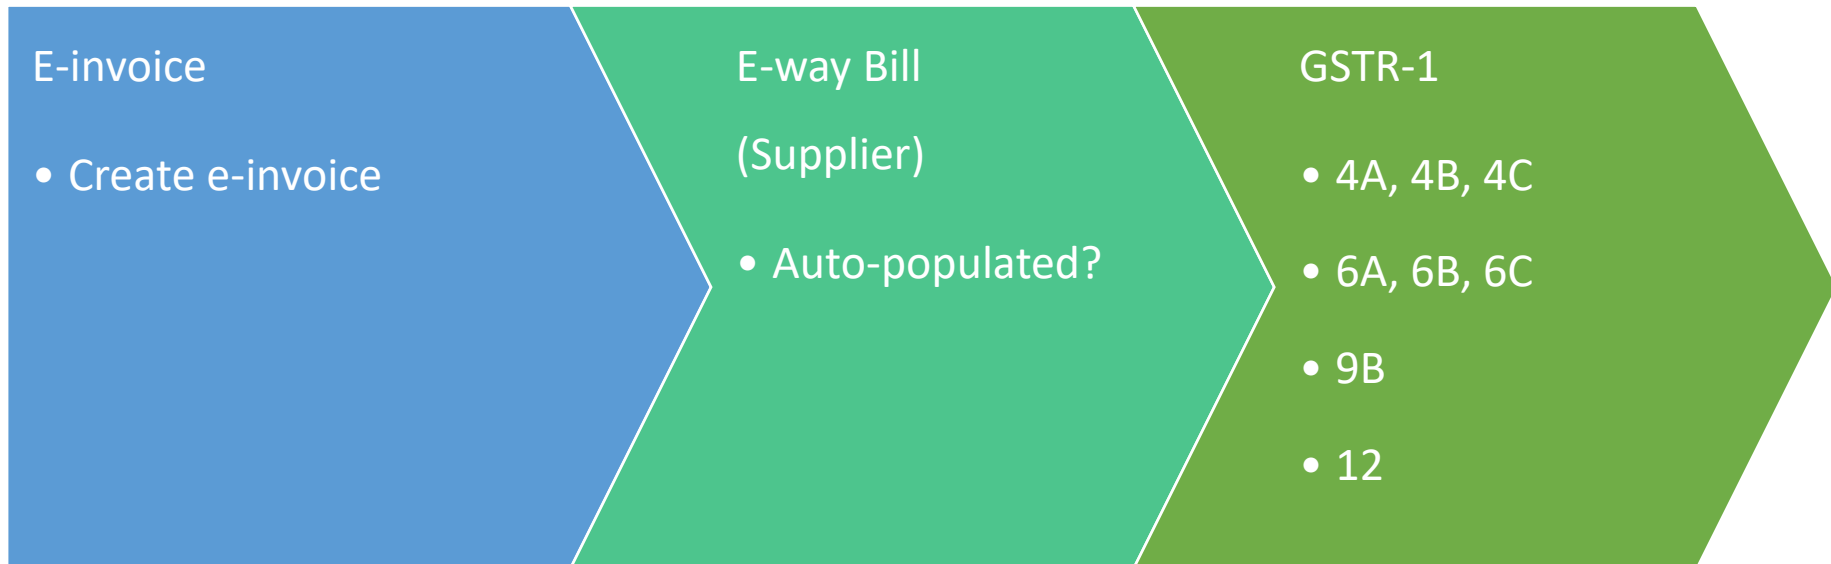 E-invoice
• Create e-invoice
E-way Bill
(Supplier)
• Auto-populated?
GSTR-1
• 4A, 4B, 4C
• 6A, 6B, 6C
• 9B
• 12